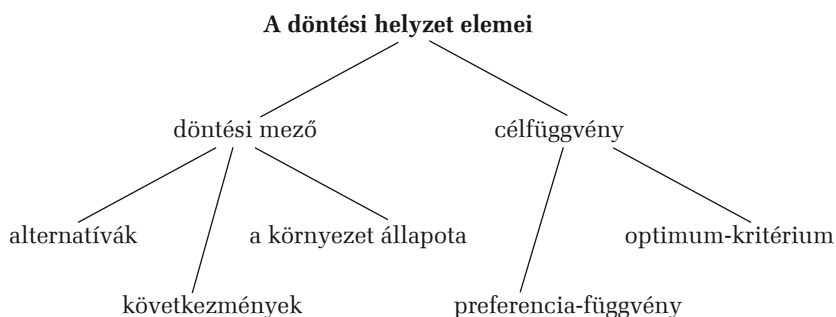 A döntési helyzet elemei
döntési mező
célfüggvény
alternatívák
a környezet állapota
optimum-kritérium
következmények
preferencia-függvény